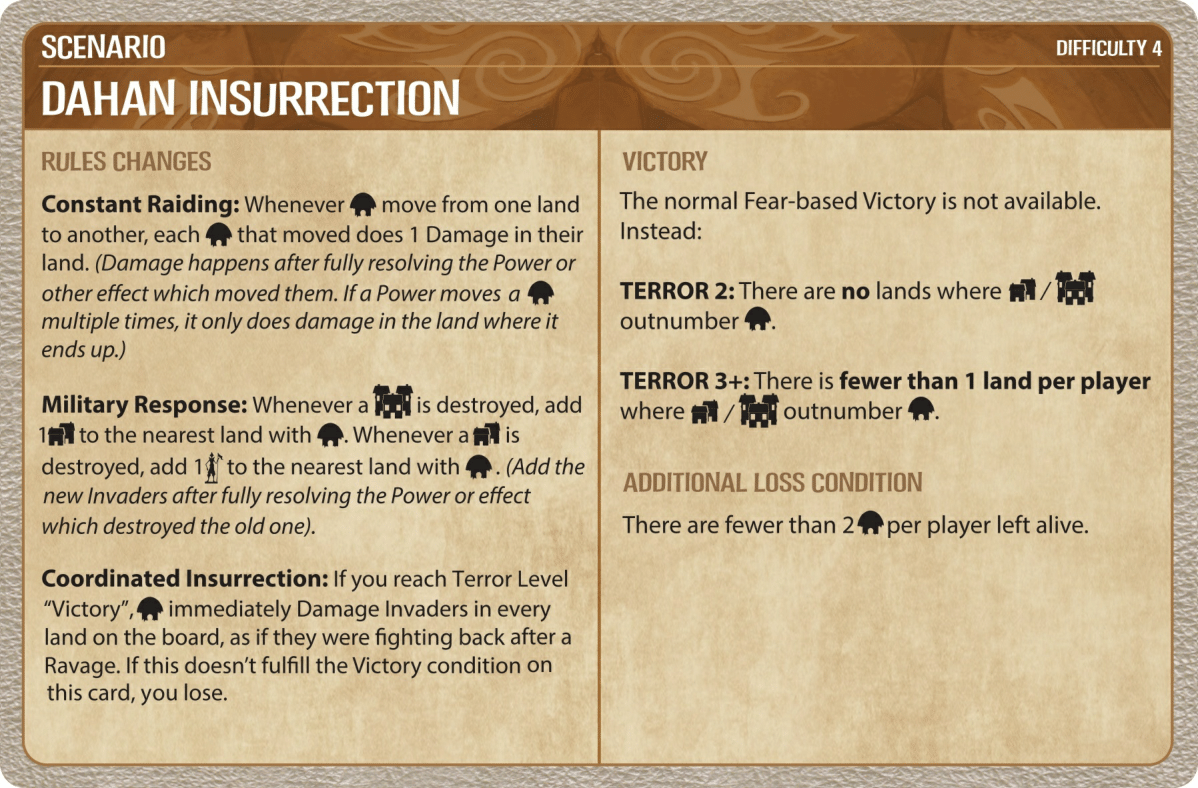 SCENARIO
DIFFICULTY 4
DAHAN INSURRECTION
RULES CHANGES
Constant Raiding: Whenever move from one land
to another, each that moved does 1 Damage in their
land. (Damage happens after fully resolving the Power or
other effect which moved them. If a Power moves a
multiple times, it only does damage in the land where it
ends up.)
Military Response: Whenever a is destroyed, add
1 to the nearest land with . Whenever a is
destroyed, add 1 to the nearest land with . (Add the
new Invaders after fully resolving the Power or effect
which destroyed the old one).
Coordinated Insurrection: If you reach Terror Level
“Victory”, immediately Damage Invaders in every
land on the board, as if they were fighting back after a
Ravage. If this doesn’t fulfill the Victory condition on
this card, you lose.
VICTORY
The normal Fear-based Victory is not available.
Instead:
TERROR 2: There are no lands where /
outnumber .
TERROR 3+: There is fewer than 1 land per player
where / outnumber .
ADDITIONAL LOSS CONDITION
There are fewer than 2 per player left alive.